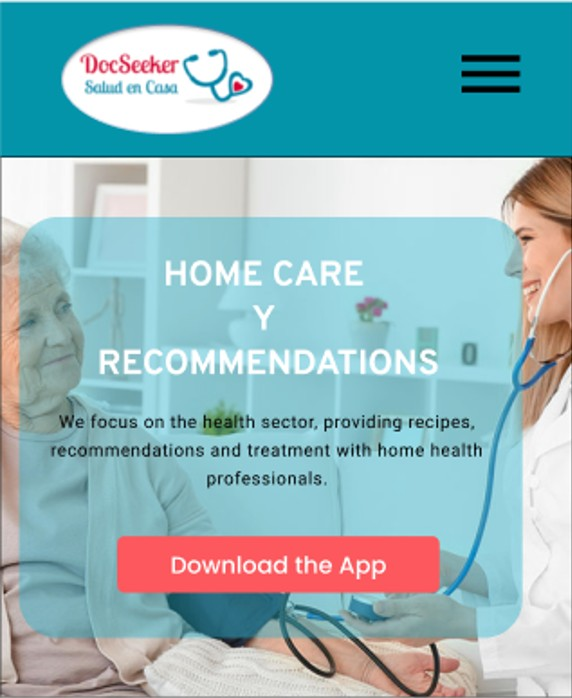 DocSeeker
Salud en Casa
HOME CARE
Y
RECOMMENDATIONS
We focus on the health sector, providing recipes,
recommendations and treatment with home health
professionals.
Download the App